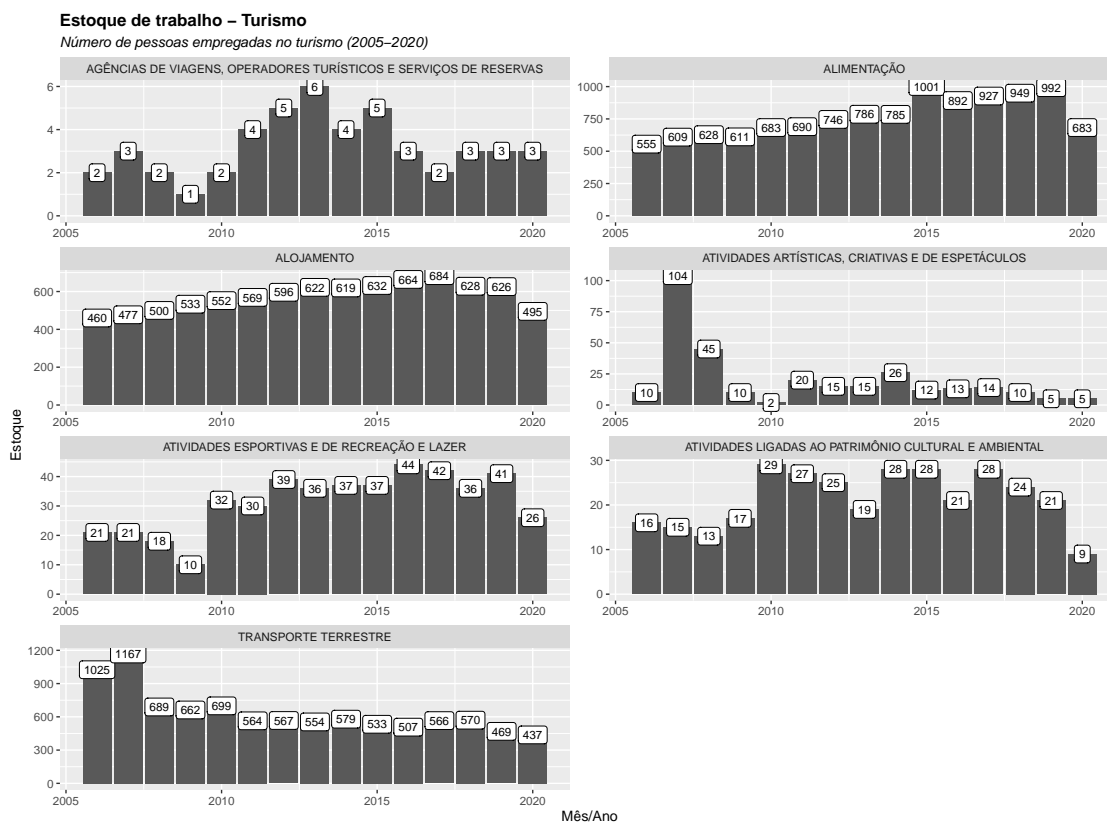 Estoque de trabalho − Turismo
Número de pessoas empregadas no turismo (2005−2020)
AGÊNCIAS DE VIAGENS, OPERADORES TURÍSTICOS E SERVIÇOS DE RESERVAS
6
4
2
0
2 3 2 1 2 4 5 6 4 5 3 2 3 3 3
2005 2010 2015 2020
ALIMENTAÇÃO
1000
750
500
250
0
555 609 628 611 683 690 746 786 785 1001 892 927 949 992 683
2005 2010 2015 2020
ALOJAMENTO
600
400
200
0
460 477 500 533 552 569 596 622 619 632 664 684 628 626 495
2005 2010 2015 2020
ATIVIDADES ARTÍSTICAS, CRIATIVAS E DE ESPETÁCULOS
100
75
50
25
0
10 104 45 10 2 20 15 15 26 12 13 14 10 5 5
2005 2010 2015 2020
Estoque
ATIVIDADES ESPORTIVAS E DE RECREAÇÃO E LAZER
40
30
20
10
0
21 21 18 10 32 30 39 36 37 37 44 42 36 41 26
2005 2010 2015 2020
ATIVIDADES LIGADAS AO PATRIMÔNIO CULTURAL E AMBIENTAL
30
20
10
0
16 15 13 17 29 27 25 19 28 28 21 28 24 21 9
2005 2010 2015 2020
TRANSPORTE TERRESTRE
1200
900
600
300
0
1025 1167 689 662 699 564 567 554 579 533 507 566 570 469 437
2005 2010 2015 2020
Mês/Ano